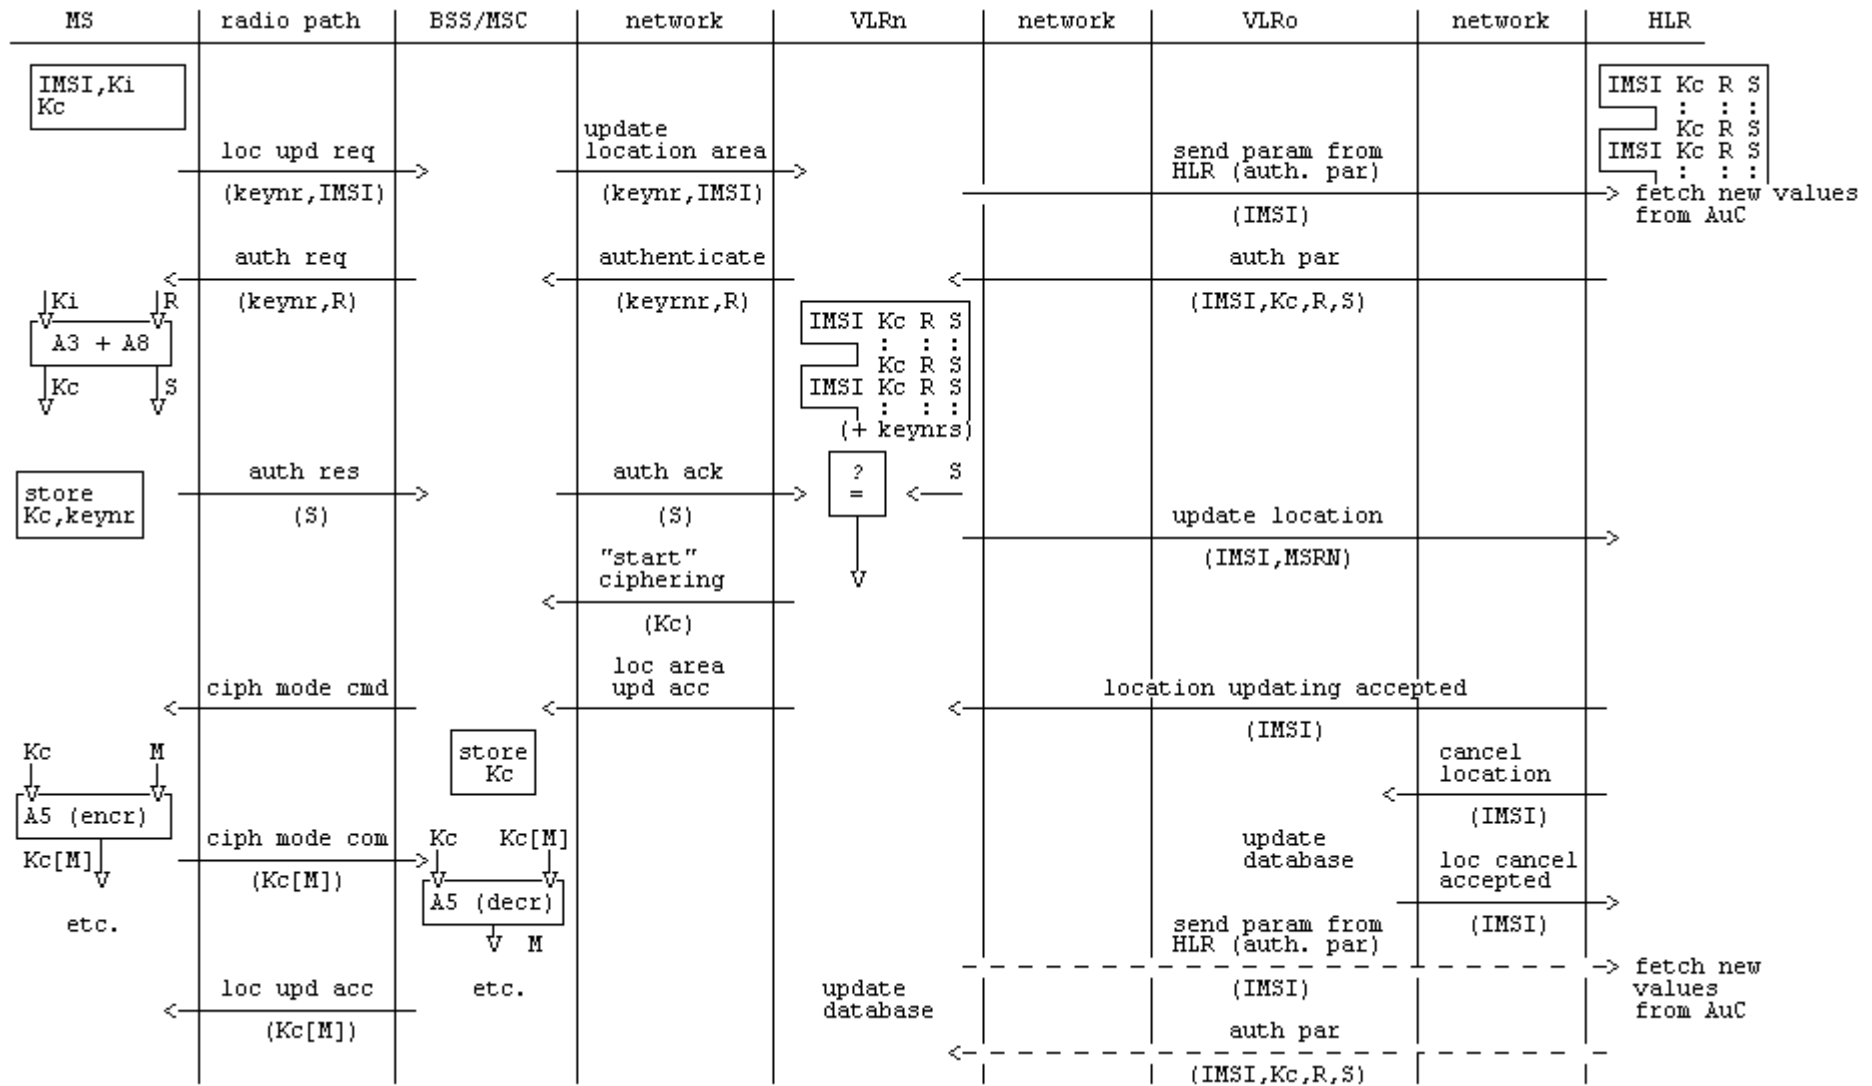 MS radio path BSS/MSC network VLRn network VLRo network HLR
IMSI,Ki IMSI Kc R S
Kc : : :
update Kc R S
loc upd req location area send param from IMSI Kc R S
HLR (auth. par) : : :
(keynr,IMSI) (keynr,IMSI) fetch new values
(IMSI) from AuC
auth req authenticate auth par
Ki R (keynr,R) (keyrnr,R) (IMSI,Kc,R,S)
IMSI Kc R S
A3 + A8 : : :
Kc R S
Kc S IMSI Kc R S
: : :
(+ keynrs)
auth res auth ack ? S
store =
Kc,keynr (S) (S) update location
"start" (IMSI,MSRN)
ciphering
(Kc)
loc area
ciph mode cmd upd acc location updating accepted
(IMSI)
Kc M store cancel
Kc location
A5 (encr) (IMSI)
ciph mode com Kc Kc[M] update
Kc[M] database loc cancel
(Kc[M]) accepted
A5 (decr)
etc. send param from (IMSI)
M HLR (auth. par)
fetch new
loc upd acc etc. update (IMSI) values
database from AuC
(Kc[M]) auth par
(IMSI,Kc,R,S)